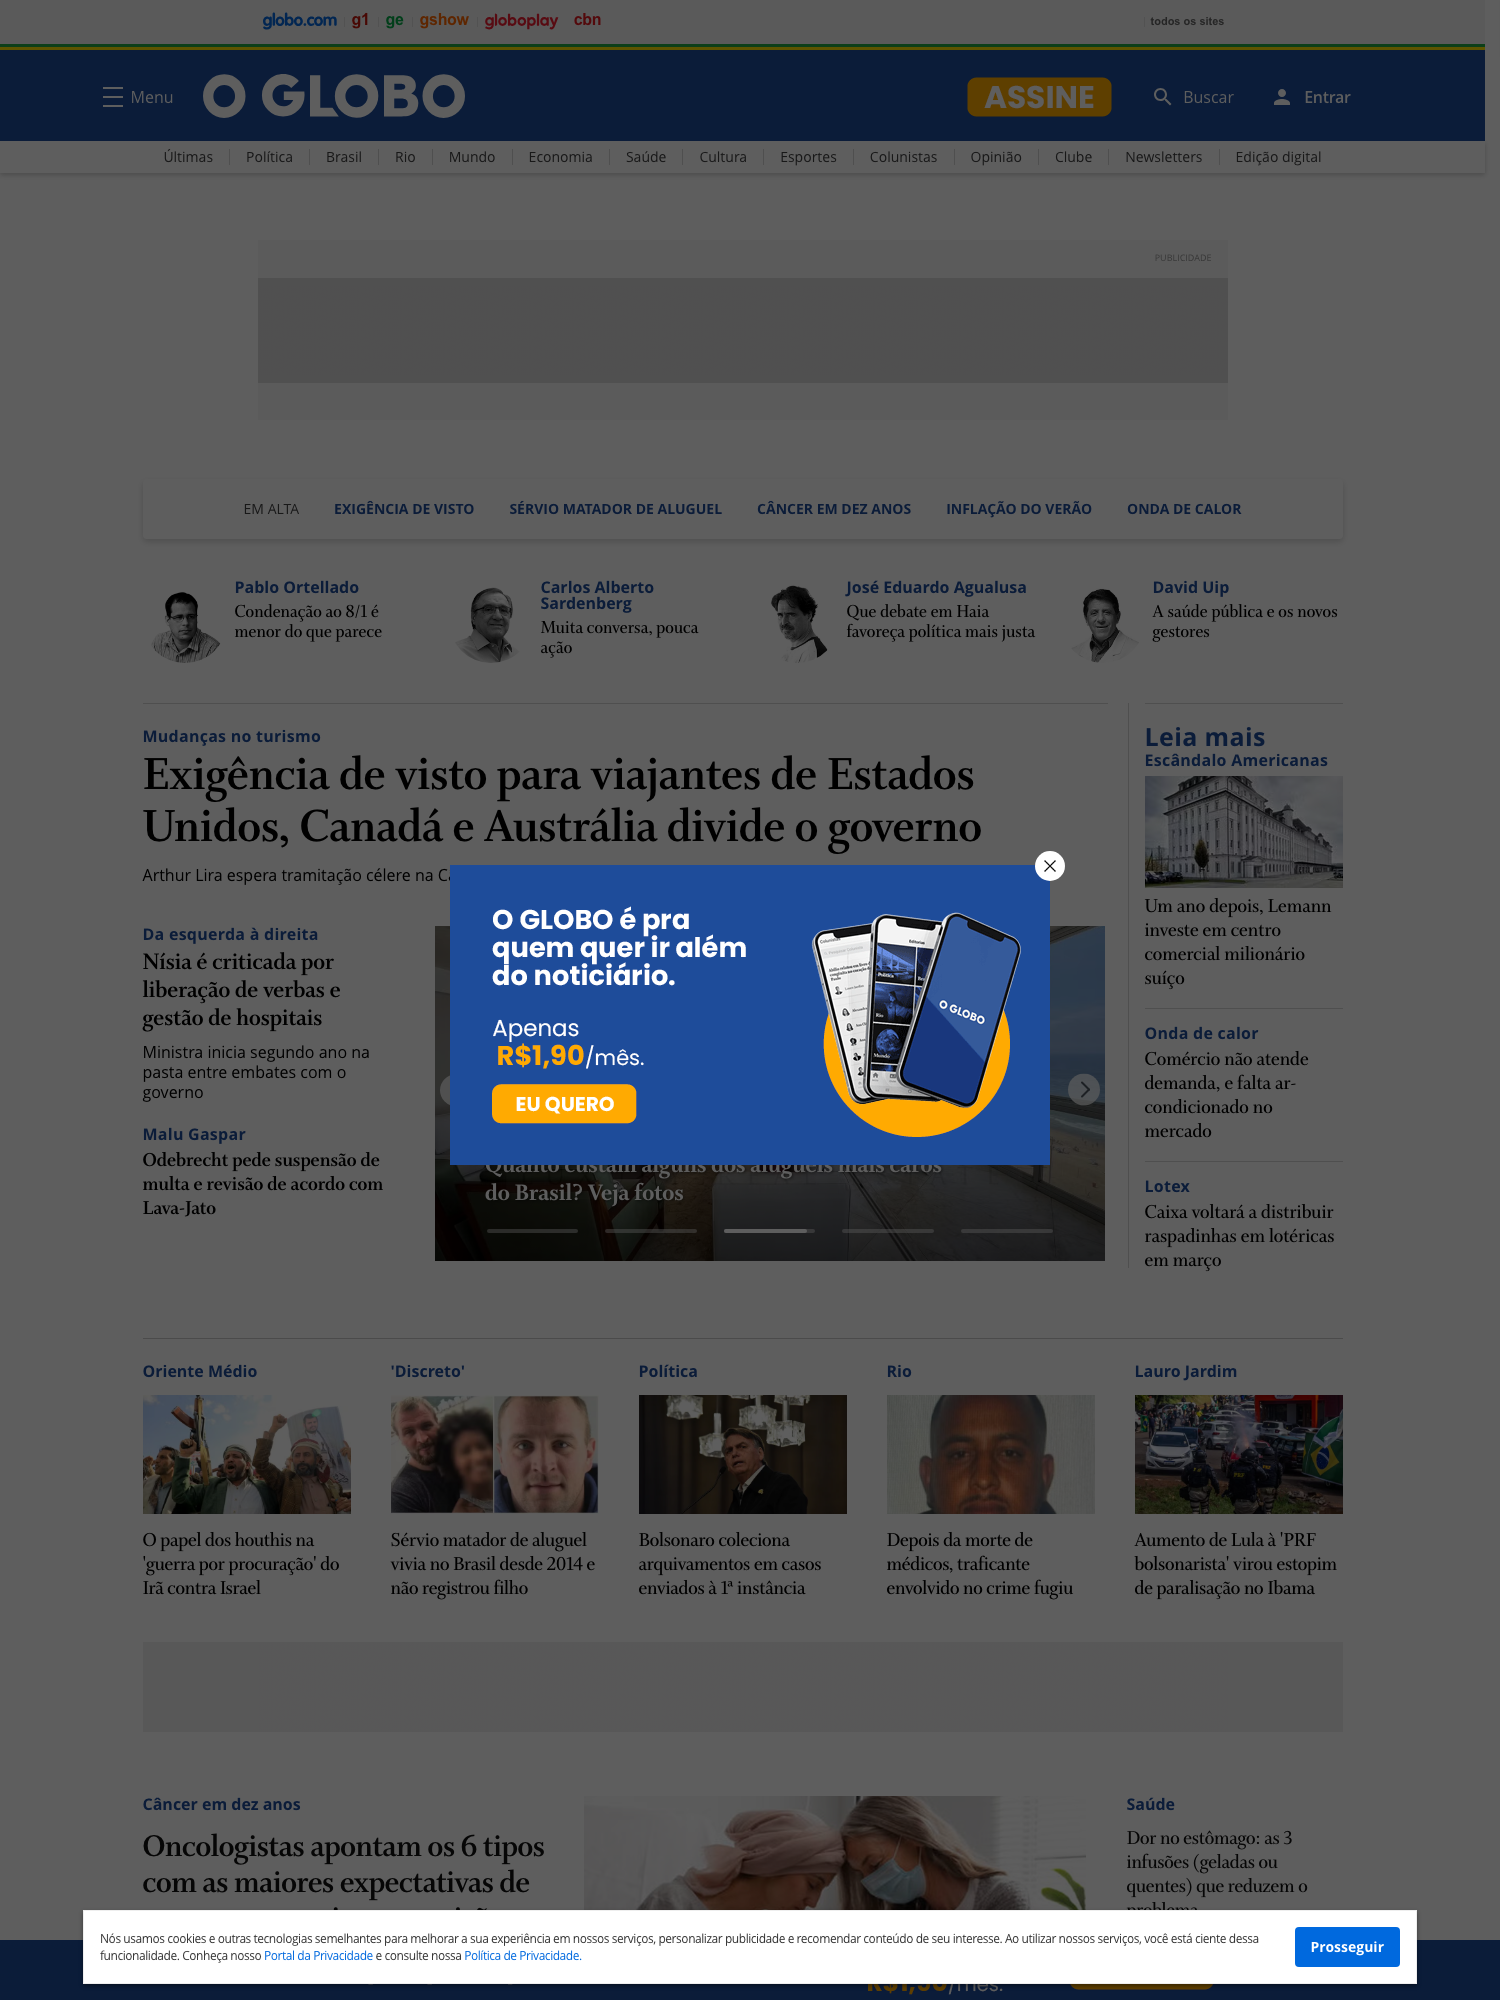 globo.com g1 ge gshow globoplay cbn todos os sites
Menu O GLOBO ASSINE Buscar Entrar
Últimas Política Brasil Rio Mundo Economia Saúde Cultura Esportes Colunistas Opinião Clube Newsletters Edição digital
PUBLICIDADE
EM ALTA EXIGÊNCIA DE VISTO SÉRVIO MATADOR DE ALUGUEL CÂNCER EM DEZ ANOS INFLAÇÃO DO VERÃO ONDA DE CALOR
Pablo Ortellado
Condenação ao 8/1 é
menor do que parece
Carlos Alberto
Sardenberg
Muita conversa, pouca
ação
José Eduardo Agualusa
Que debate em Haia
favoreça política mais justa
David Uip
A saúde pública e os novos
gestores
Mudanças no turismo
Exigência de visto para viajantes de Estados
Unidos, Canadá e Austrália divide o governo
Arthur Lira espera tramitação célere na
Da esquerda à direita
Nísia é criticada por
liberação de verbas e
gestão de hospitais
Ministra inicia segundo ano na
pasta entre embates com o
governo
Malu Gaspar
Odebrecht pede suspensão de
multa e revisão de acordo com
Lava-Jato
O GLOBO é pra
quem quer ir além
do noticiário.
Apenas
R$1,90/mês.
EU QUERO
Editorias
Política
Rio
Mundo
O GLOBO
Quanto custam alguns dos aluguéis mais caros
do Brasil? Veja fotos
Leia mais
Escândalo Americanas
Um ano depois, Lemann
investe em centro
comercial milionário
suíço
Onda de calor
Comércio não atende
demanda, e falta ar-
condicionado no
mercado
Lotex
Caixa voltará a distribuir
raspadinhas em lotéricas
em março
Oriente Médio
O papel dos houthis na
'guerra por procuração' do
Irã contra Israel
'Discreto'
Sérvio matador de aluguel
vivia no Brasil desde 2014 e
não registrou filho
Política
Bolsonaro coleciona
arquivamentos em casos
enviados à 1ª instância
Rio
Depois da morte de
médicos, traficante
envolvido no crime fugiu
Lauro Jardim
Aumento de Lula à 'PRF
bolsonarista' virou estopim
de paralisação no Ibama
Câncer em dez anos
Oncologistas apontam os 6 tipos
com as maiores expectativas de
Saúde
Dor no estômago: as 3
infusões (geladas ou
quentes) que reduzem o
problema
Nós usamos cookies e outras tecnologias semelhantes para melhorar a sua experiência em nossos serviços, personalizar publicidade e recomendar conteúdo de seu interesse. Ao utilizar nossos serviços, você está ciente dessa
funcionalidade. Conheça nosso Portal da Privacidade e consulte nossa Política de Privacidade.
Prosseguir
R$1,90/mês.